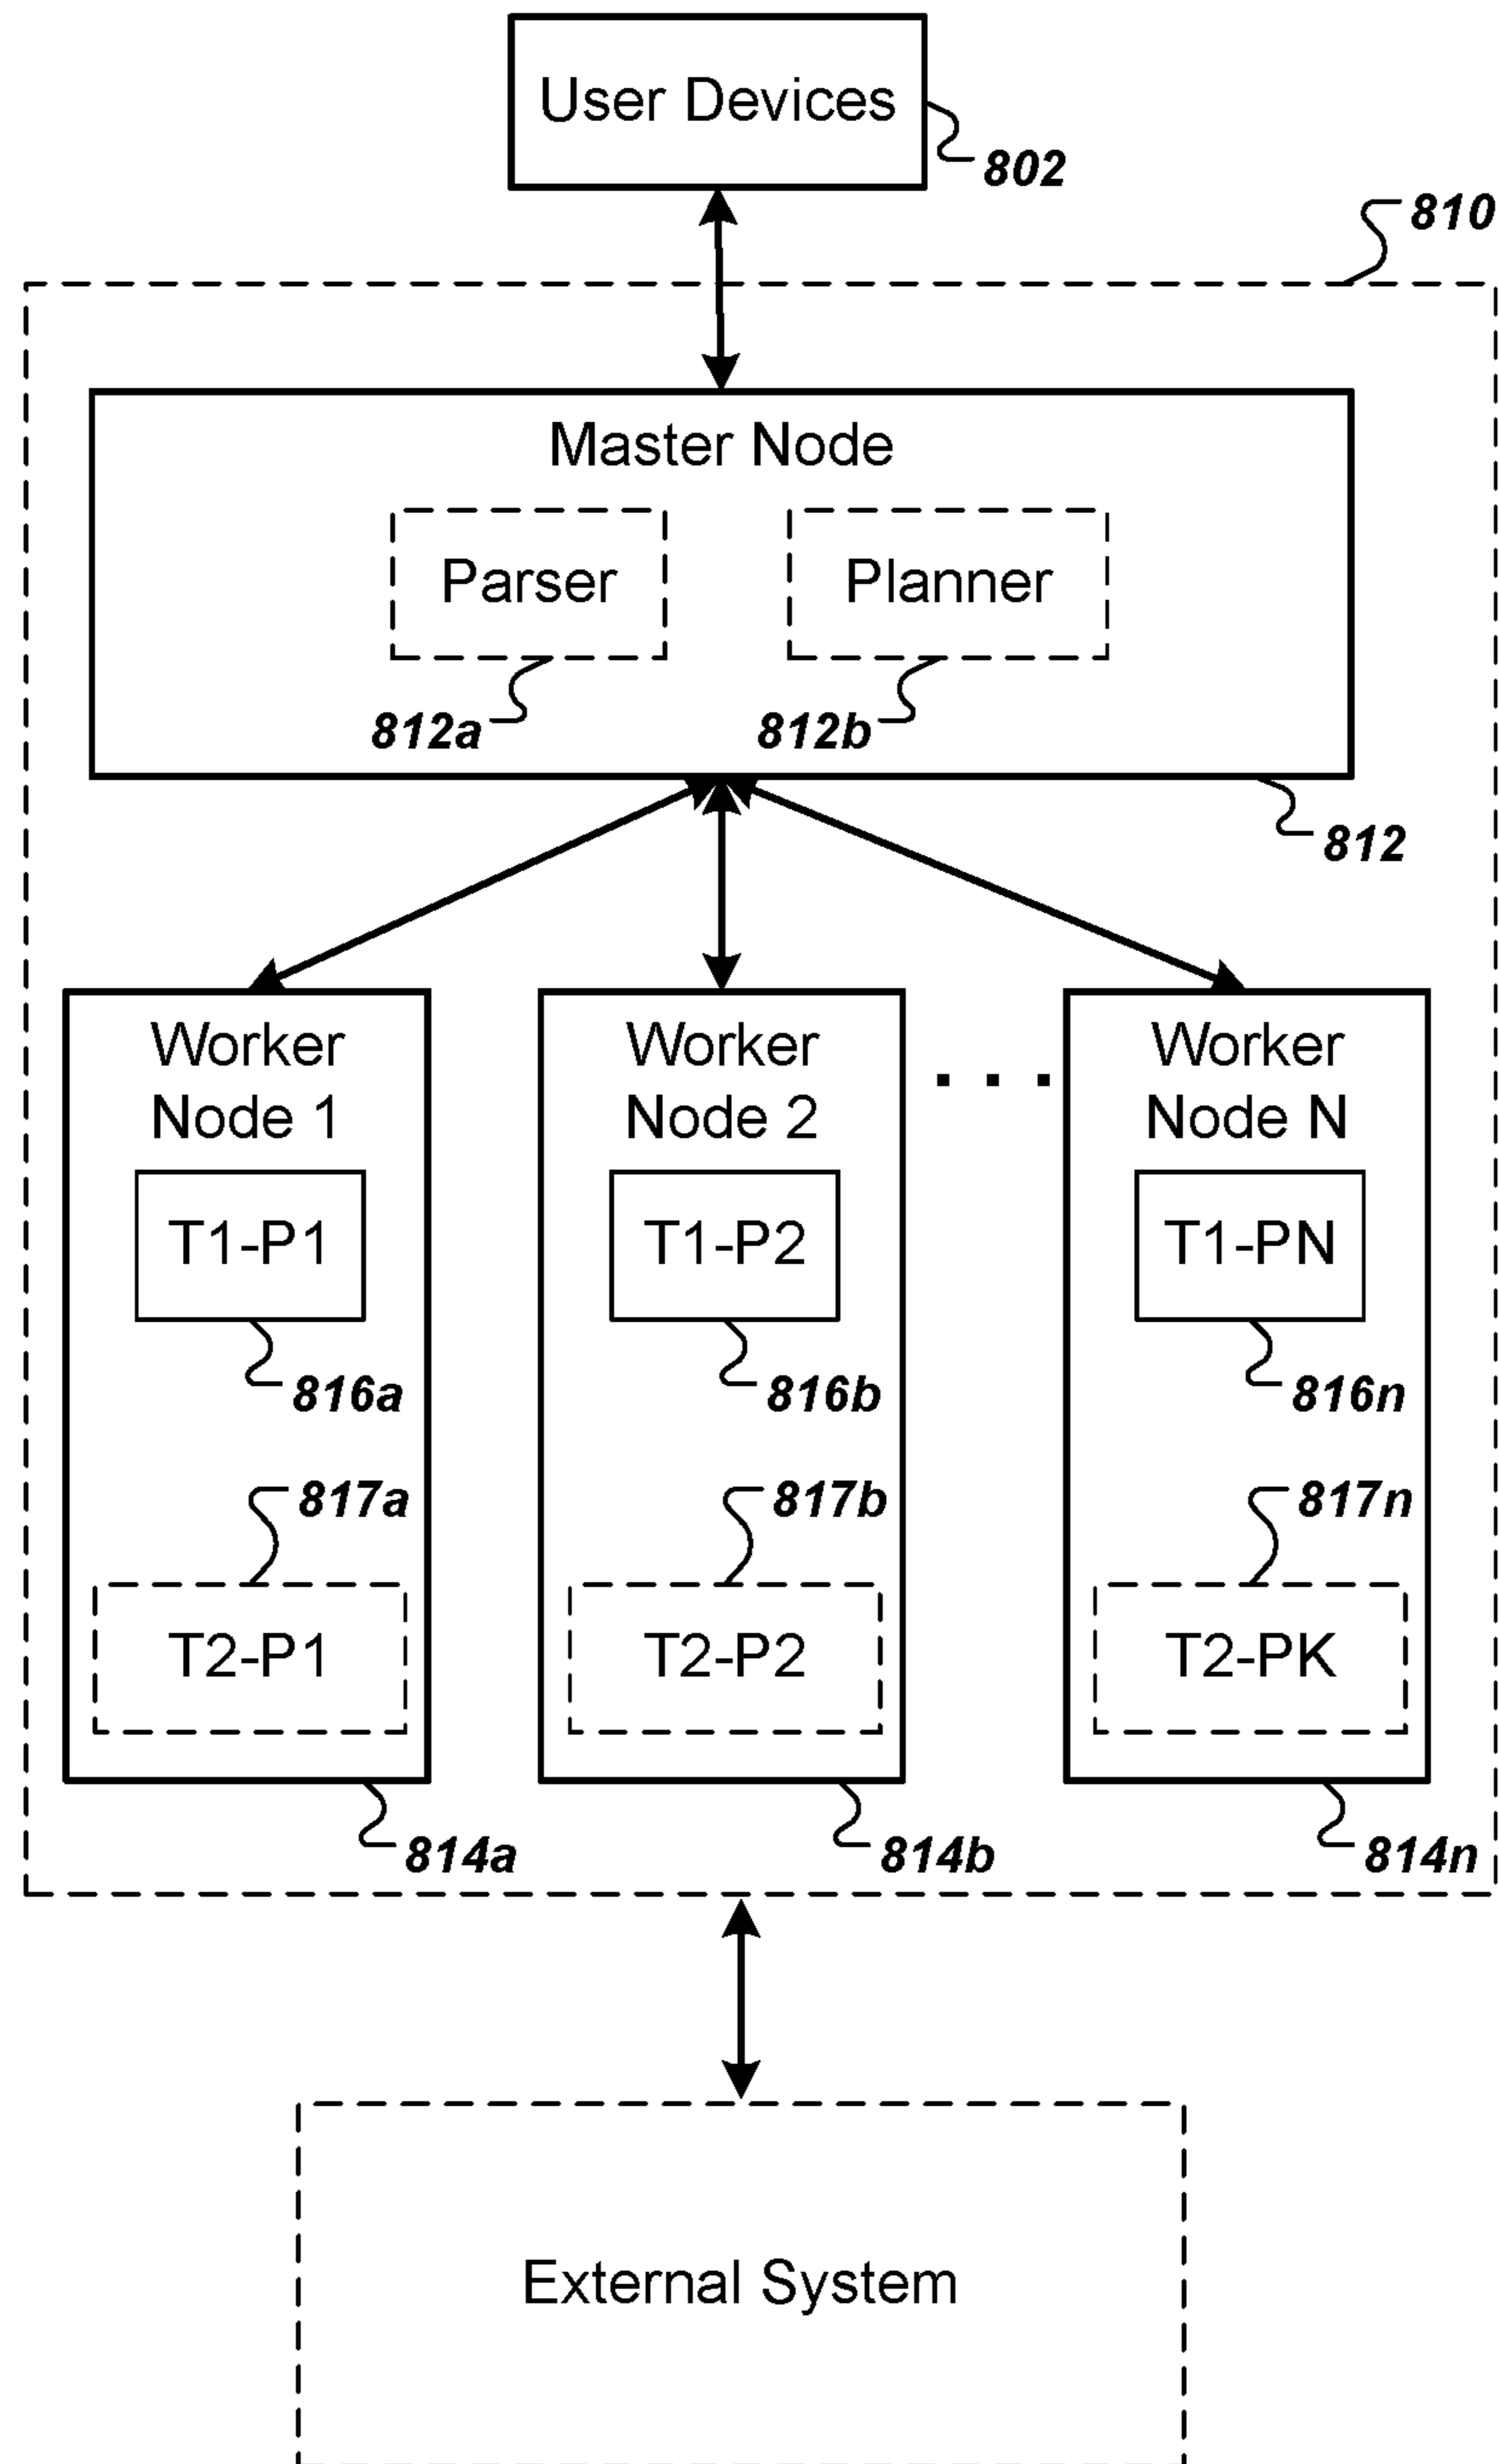 User Devices
802
810
Master Node
Parser
Planner
812a
812b
812
Worker
Node 1
Worker
Node 2
. . .
Worker
Node N
T1-P1
T1-P2
T1-PN
816a
816b
816n
817a
817b
817n
T2-P1
T2-P2
T2-PK
814a
814b
814n
External System